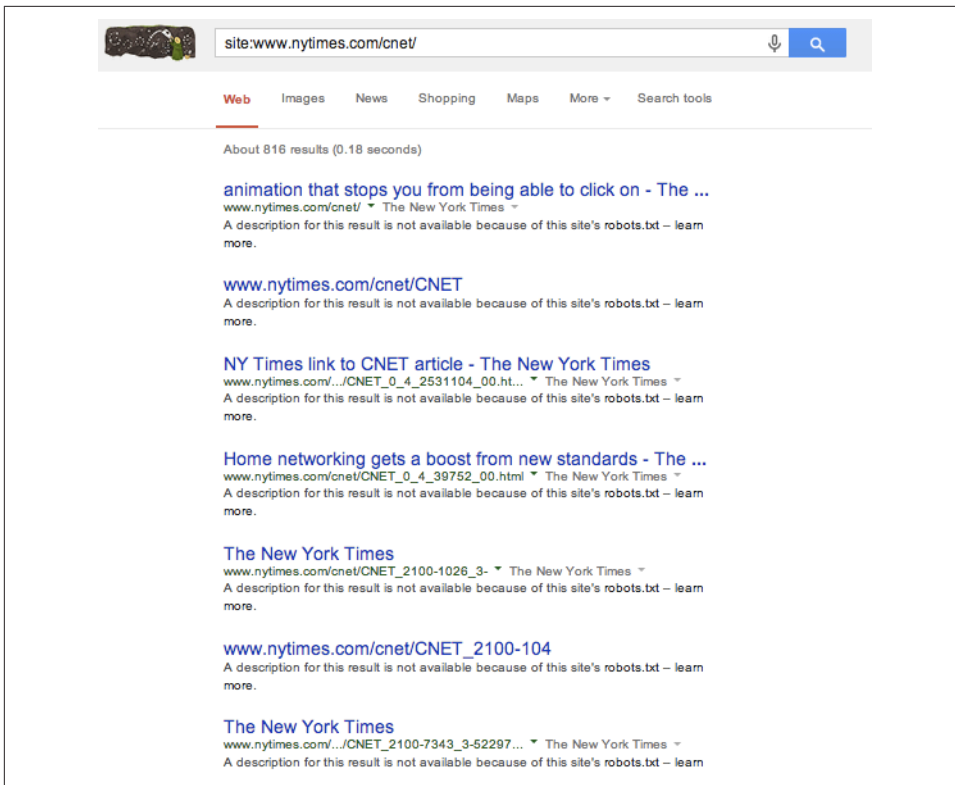 site:www.nytimes.com/cnet/
Web Images News Shopping Maps More Search tools
About 816 results (0.18 seconds)
animation that stops you from being able to click on - The ...
www.nytimes.com/cnet/ The New York Times
A description for this result is not available because of this site's robots.txt – learn
more.
www.nytimes.com/cnet/CNET
A description for this result is not available because of this site's robots.txt – learn
more.
NY Times link to CNET article - The New York Times
www.nytimes.com/.../CNET_0_4_2531104_00.ht... The New York Times
A description for this result is not available because of this site's robots.txt – learn
more.
Home networking gets a boost from new standards - The ...
www.nytimes.com/cnet/CNET_0_4_39752_00.html The New York Times
A description for this result is not available because of this site's robots.txt – learn
more.
The New York Times
www.nytimes.com/cnet/CNET_2100-1026_3- The New York Times
A description for this result is not available because of this site's robots.txt – learn
more.
www.nytimes.com/cnet/CNET_2100-104
A description for this result is not available because of this site's robots.txt – learn
more.
The New York Times
www.nytimes.com/.../CNET_2100-7343_3-52297... The New York Times
A description for this result is not available because of this site's robots.txt – learn